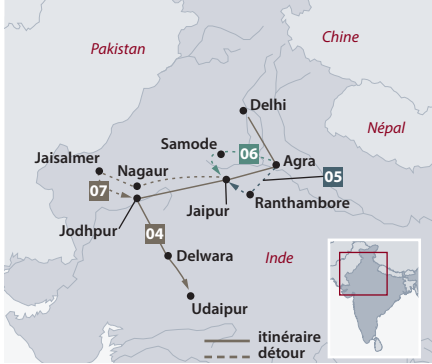 Chine
Pakistan
Delhi
Népal
Samode
06
Jaisalmer
Nagaur
Agra
07
05
Ranthambore
Jaipur
Jodhpur
04
Delwara
Inde
Udaipur
itinéraire
détour